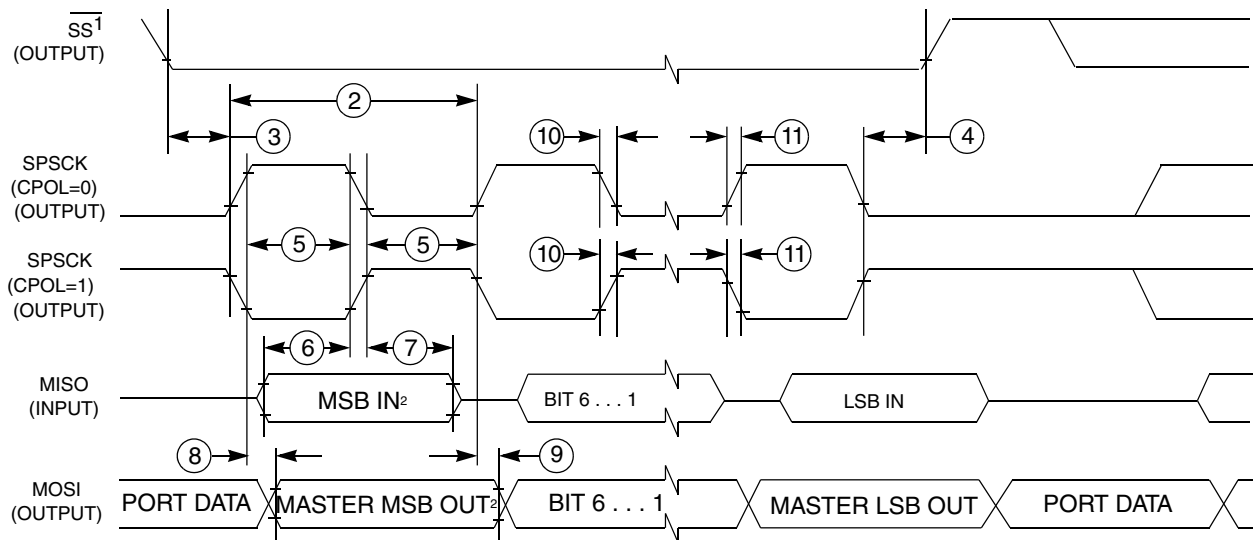 SS1
(OUTPUT)
2
3
10
11
4
SPSCK
(CPOL=0)
(OUTPUT)
5
5
SPSCK
(CPOL=1)
(OUTPUT)
10
11
6
7
MISO
(INPUT)
MSB IN2
BIT 6 . . . 1
LSB IN
8
9
MOSI
(OUTPUT)
PORT DATA
MASTER MSB OUT2
BIT 6 . . . 1
MASTER LSB OUT
PORT DATA